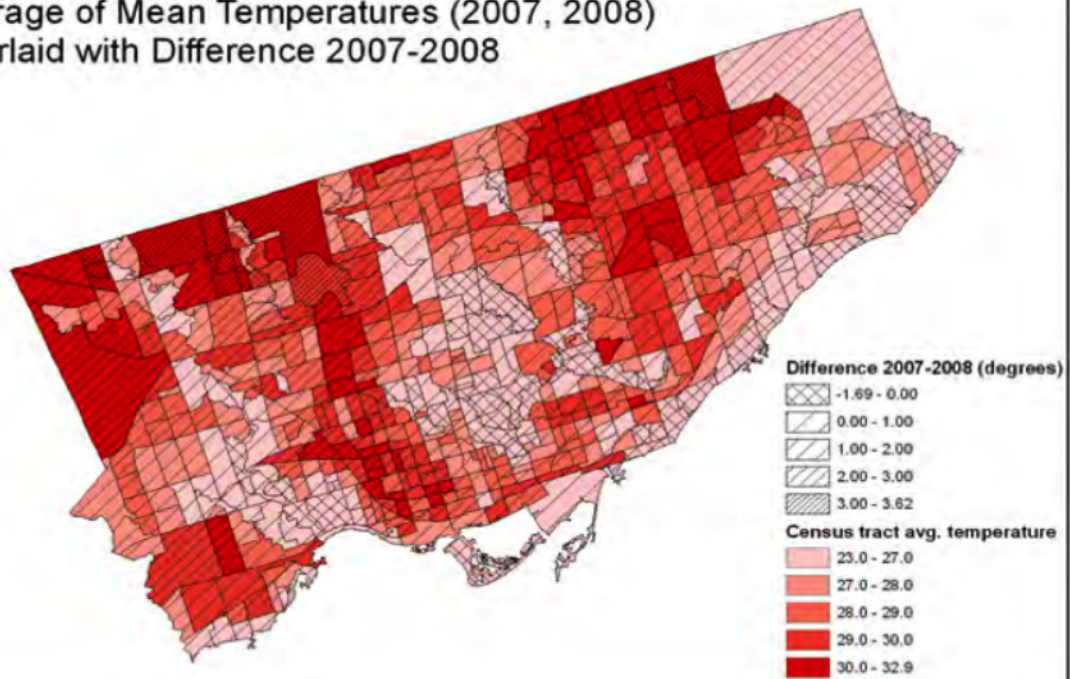 rage of Mean Temperatures (2007, 2008)
rlaid with Difference 2007-2008
Difference 2007-2008 (degrees)
-1.69 - 0.00
0.00 - 1.00
1.00 - 2.00
2.00 - 3.00
3.00 - 3.62
Census tract avg. temperature
23.0 - 27.0
27.0 - 28.0
28.0 - 29.0
29.0 - 30.0
30.0 - 32.9